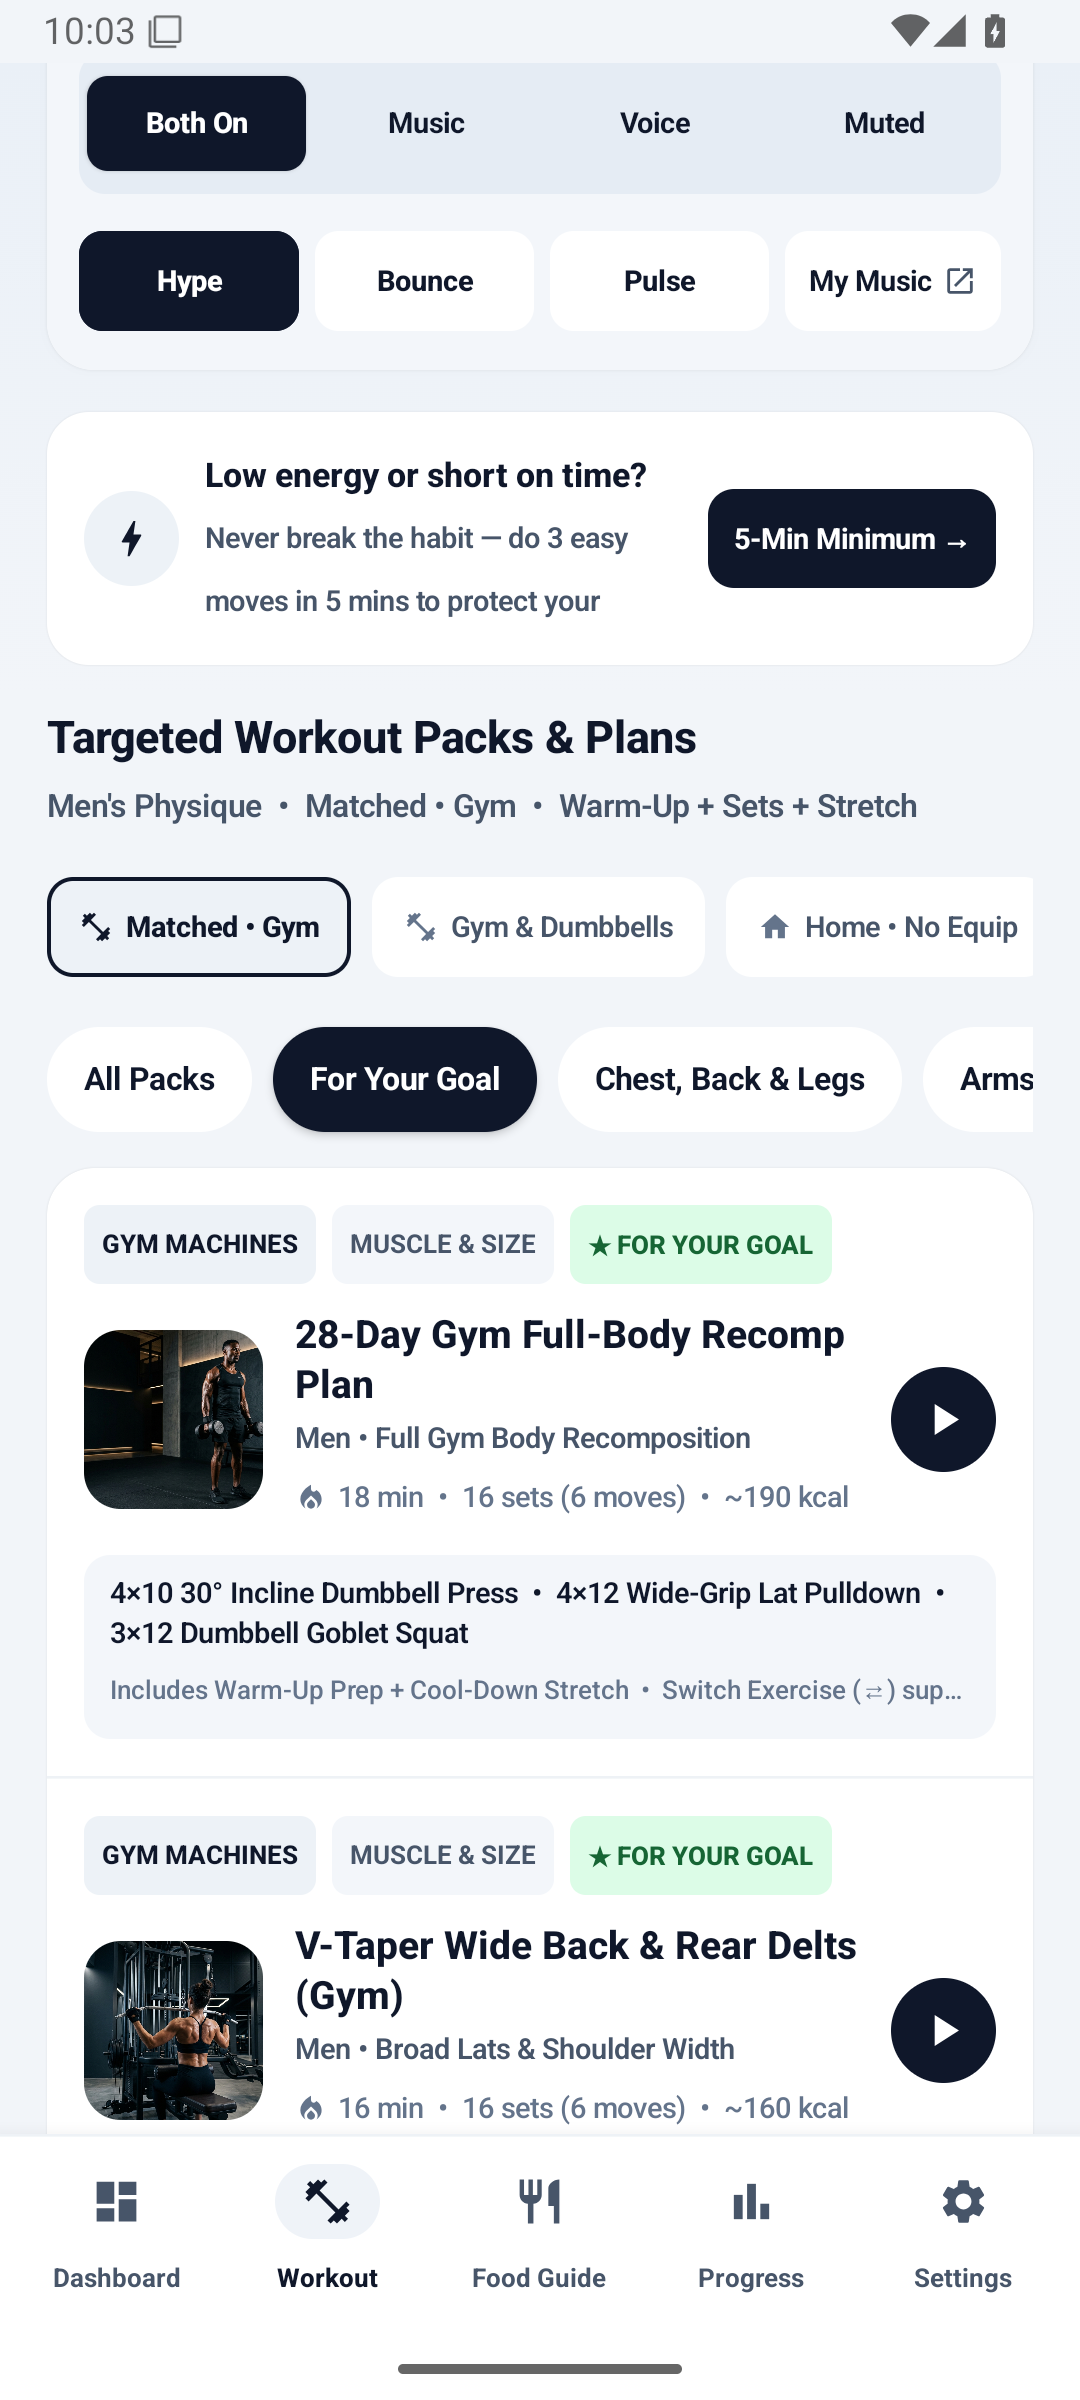 10:03
Both On Music Voice Muted
Hype Bounce Pulse My Music
Low energy or short on time?
Never break the habit — do 3 easy
moves in 5 mins to protect your
5-Min Minimum →
Targeted Workout Packs & Plans
Men's Physique • Matched • Gym • Warm-Up + Sets + Stretch
Matched • Gym Gym & Dumbbells Home • No Equip
All Packs For Your Goal Chest, Back & Legs Arms
GYM MACHINES MUSCLE & SIZE ★ FOR YOUR GOAL
28-Day Gym Full-Body Recomp
Plan
Men • Full Gym Body Recomposition
18 min • 16 sets (6 moves) • ~190 kcal
4×10 30° Incline Dumbbell Press • 4×12 Wide-Grip Lat Pulldown •
3×12 Dumbbell Goblet Squat
Includes Warm-Up Prep + Cool-Down Stretch • Switch Exercise (⇄) sup...
GYM MACHINES MUSCLE & SIZE ★ FOR YOUR GOAL
V-Taper Wide Back & Rear Delts
(Gym)
Men • Broad Lats & Shoulder Width
16 min • 16 sets (6 moves) • ~160 kcal
Dashboard Workout Food Guide Progress Settings